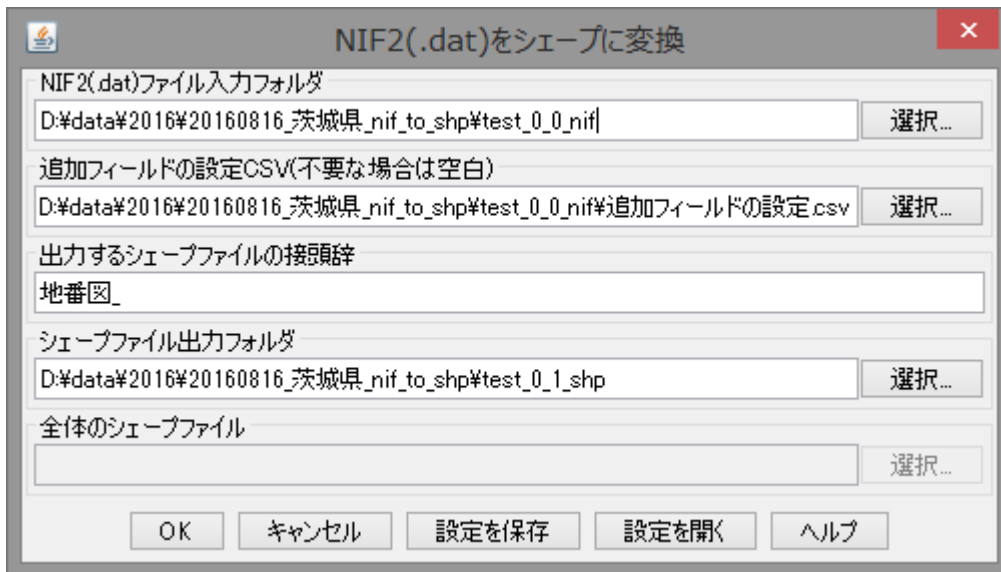 NIF2(.dat)をシェープに変換
NIF2(.dat)ファイル入力フォルダ
D:¥data¥2016¥20160816_茨城県_nif_to_shp¥test_0_0_nif
選択...
追加フィールドの設定CSV(不要な場合は空白)
D:¥data¥2016¥20160816_茨城県_nif_to_shp¥test_0_0_nif¥追加フィールドの設定.csv
選択...
出力するシェープファイルの接頭辞
地番図_
シェープファイル出力フォルダ
D:¥data¥2016¥20160816_茨城県_nif_to_shp¥test_0_1_shp
選択...
全体のシェープファイル
選択...
OK キャンセル 設定を保存 設定を開く ヘルプ